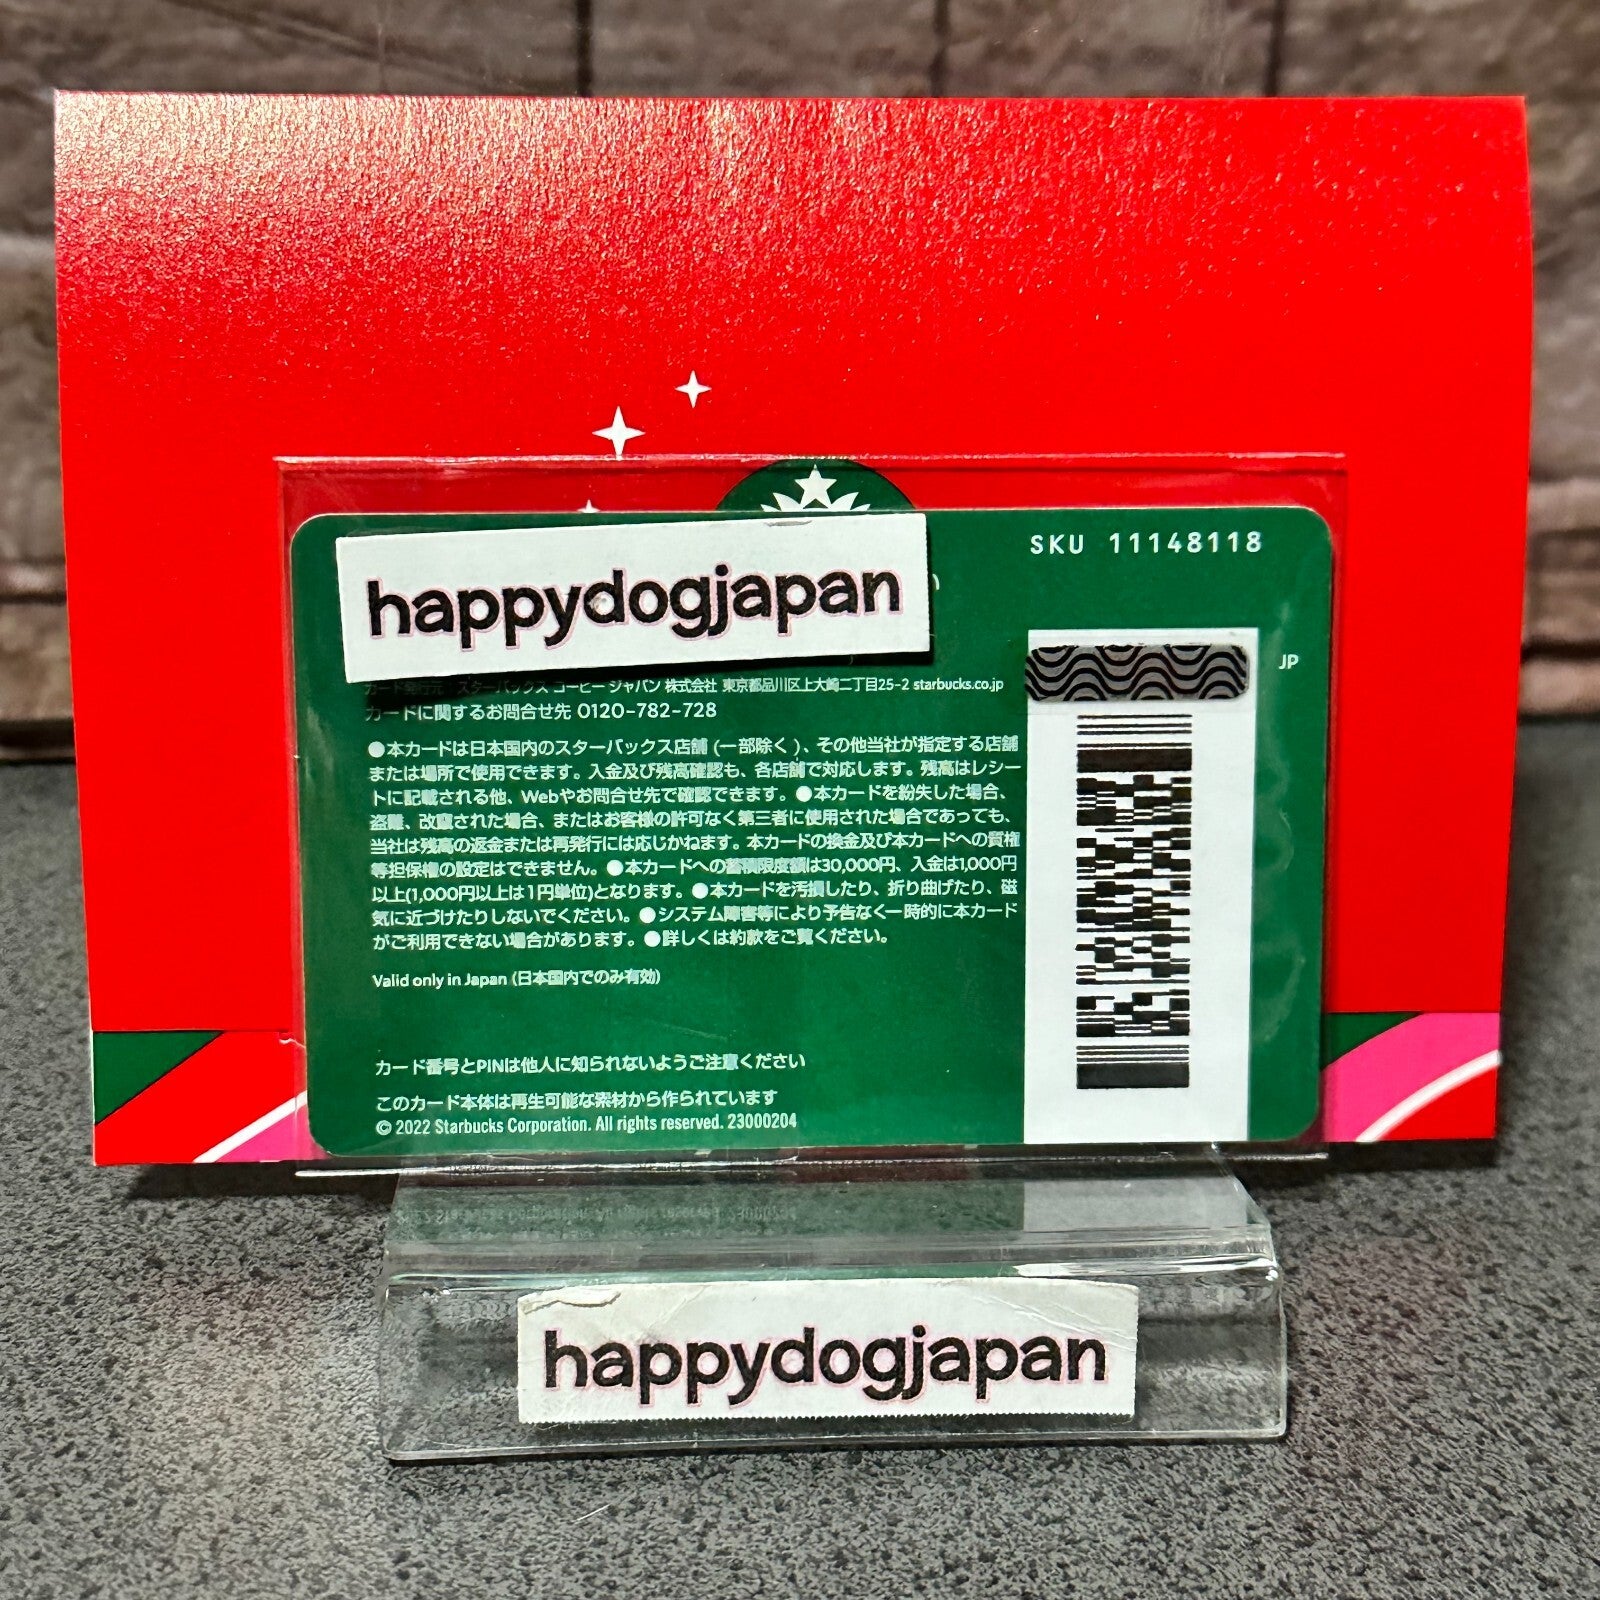 SKU 11148118
happydogjapan
JP
カード発行元：スターバックス コーヒー ジャパン 株式会社 東京都品川区上大崎二丁目25-2 starbucks.co.jp
カードに関するお問合せ先 0120-782-728
●本カードは日本国内のスターバックス店舗(一部除く)、その他当社が指定する店舗
または場所で使用できます。入金及び残高確認も、各店舗で対応します。残高はレシー
トに記載される他、Webやお問合せ先で確認できます。●本カードを紛失した場合、
盗難、改竄された場合、またはお客様の許可なく第三者に使用された場合であっても、
当社は残高の返金または再発行には応じかねます。本カードの換金及び本カードへの質権
等担保権の設定はできません。●本カードへの蓄積限度額は30,000円、入金は1,000円
以上(1,000円以上は1円単位)となります。●本カードを汚損したり、折り曲げたり、磁
気に近づけたりしないでください。●システム障害等により予告なく一時的に本カード
がご利用できない場合があります。●詳しくは約款をご覧ください。
Valid only in Japan (日本国内でのみ有効)
カード番号とPINは他人に知られないようご注意ください
このカード本体は再生可能な素材から作られています
© 2022 Starbucks Corporation. All rights reserved. 23000204
happydogjapan